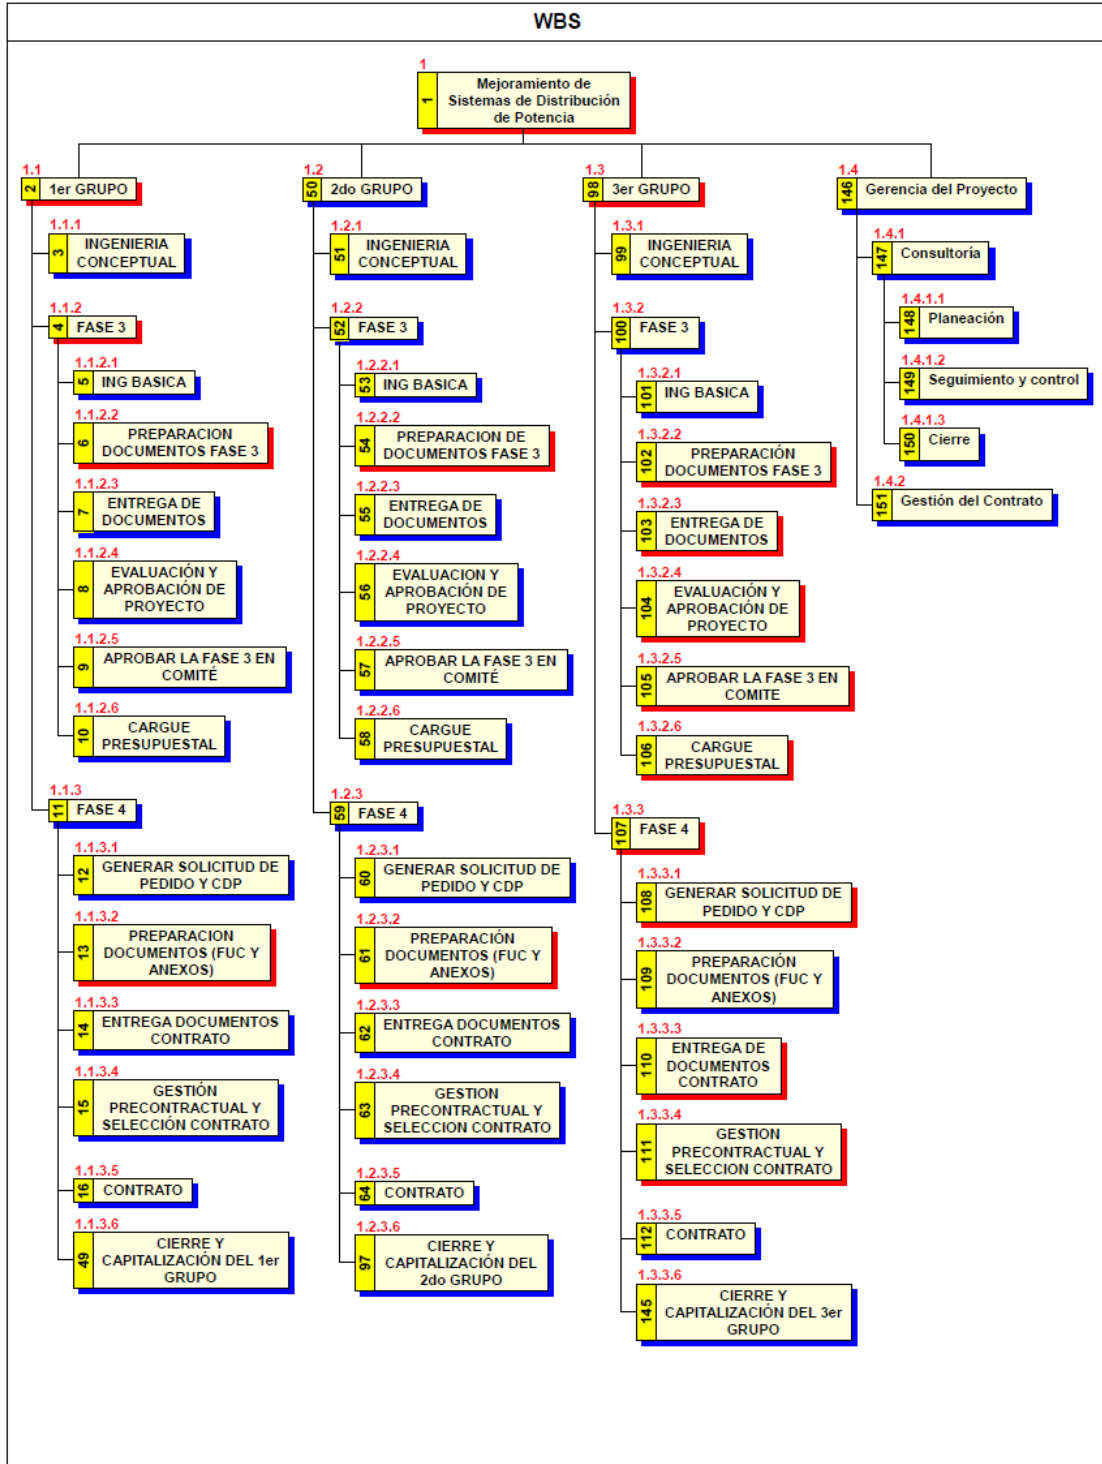 WBS
1
1
Mejoramiento de
Sistemas de Distribución
de Potencia
1.1
2
1er GRUPO
1.1.1
3
INGENIERIA
CONCEPTUAL
1.1.2
4
FASE 3
1.1.2.1
5
ING BASICA
1.1.2.2
6
PREPARACION
DOCUMENTOS FASE 3
1.1.2.3
7
ENTREGA DE
DOCUMENTOS
1.1.2.4
8
EVALUACIÓN Y
APROBACIÓN DE
PROYECTO
1.1.2.5
9
APROBAR LA FASE 3 EN
COMITÉ
1.1.2.6
10
CARGUE
PRESUPUESTAL
1.1.3
11
FASE 4
1.1.3.1
12
GENERAR SOLICITUD DE
PEDIDO Y CDP
1.1.3.2
13
PREPARACION
DOCUMENTOS (FUC Y
ANEXOS)
1.1.3.3
14
ENTREGA DOCUMENTOS
CONTRATO
1.1.3.4
15
GESTIÓN
PRECONTRACTUAL Y
SELECCIÓN CONTRATO
1.1.3.5
16
CONTRATO
1.1.3.6
49
CIERRE Y
CAPITALIZACIÓN DEL 1er
GRUPO
1.2
50
2do GRUPO
1.2.1
51
INGENIERIA
CONCEPTUAL
1.2.2
52
FASE 3
1.2.2.1
53
ING BASICA
1.2.2.2
54
PREPARACION DE
DOCUMENTOS FASE 3
1.2.2.3
55
ENTREGA DE
DOCUMENTOS
1.2.2.4
56
EVALUACION Y
APROBACIÓN DE
PROYECTO
1.2.2.5
57
APROBAR LA FASE 3 EN
COMITÉ
1.2.2.6
58
CARGUE
PRESUPUESTAL
1.2.3
59
FASE 4
1.2.3.1
60
GENERAR SOLICITUD DE
PEDIDO Y CDP
1.2.3.2
61
PREPARACIÓN
DOCUMENTOS (FUC Y
ANEXOS)
1.2.3.3
62
ENTREGA DOCUMENTOS
CONTRATO
1.2.3.4
63
GESTION
PRECONTRACTUAL Y
SELECCION CONTRATO
1.2.3.5
64
CONTRATO
1.2.3.6
97
CIERRE Y
CAPITALIZACIÓN DEL
2do GRUPO
1.3
98
3er GRUPO
1.3.1
99
INGENIERIA
CONCEPTUAL
1.3.2
100
FASE 3
1.3.2.1
101
ING BASICA
1.3.2.2
102
PREPARACIÓN
DOCUMENTOS FASE 3
1.3.2.3
103
ENTREGA DE
DOCUMENTOS
1.3.2.4
104
EVALUACIÓN Y
APROBACIÓN DE
PROYECTO
1.3.2.5
105
APROBAR LA FASE 3 EN
COMITE
1.3.2.6
106
CARGUE
PRESUPUESTAL
1.3.3
107
FASE 4
1.3.3.1
108
GENERAR SOLICITUD DE
PEDIDO Y CDP
1.3.3.2
109
PREPARACIÓN
DOCUMENTOS (FUC Y
ANEXOS)
1.3.3.3
110
ENTREGA DE
DOCUMENTOS
CONTRATO
1.3.3.4
111
GESTION
PRECONTRACTUAL Y
SELECCION CONTRATO
1.3.3.5
112
CONTRATO
1.3.3.6
145
CIERRE Y
CAPITALIZACIÓN DEL 3er
GRUPO
1.4
146
Gerencia del Proyecto
1.4.1
147
Consultoría
1.4.1.1
148
Planeación
1.4.1.2
149
Seguimiento y control
1.4.1.3
150
Cierre
1.4.2
151
Gestión del Contrato